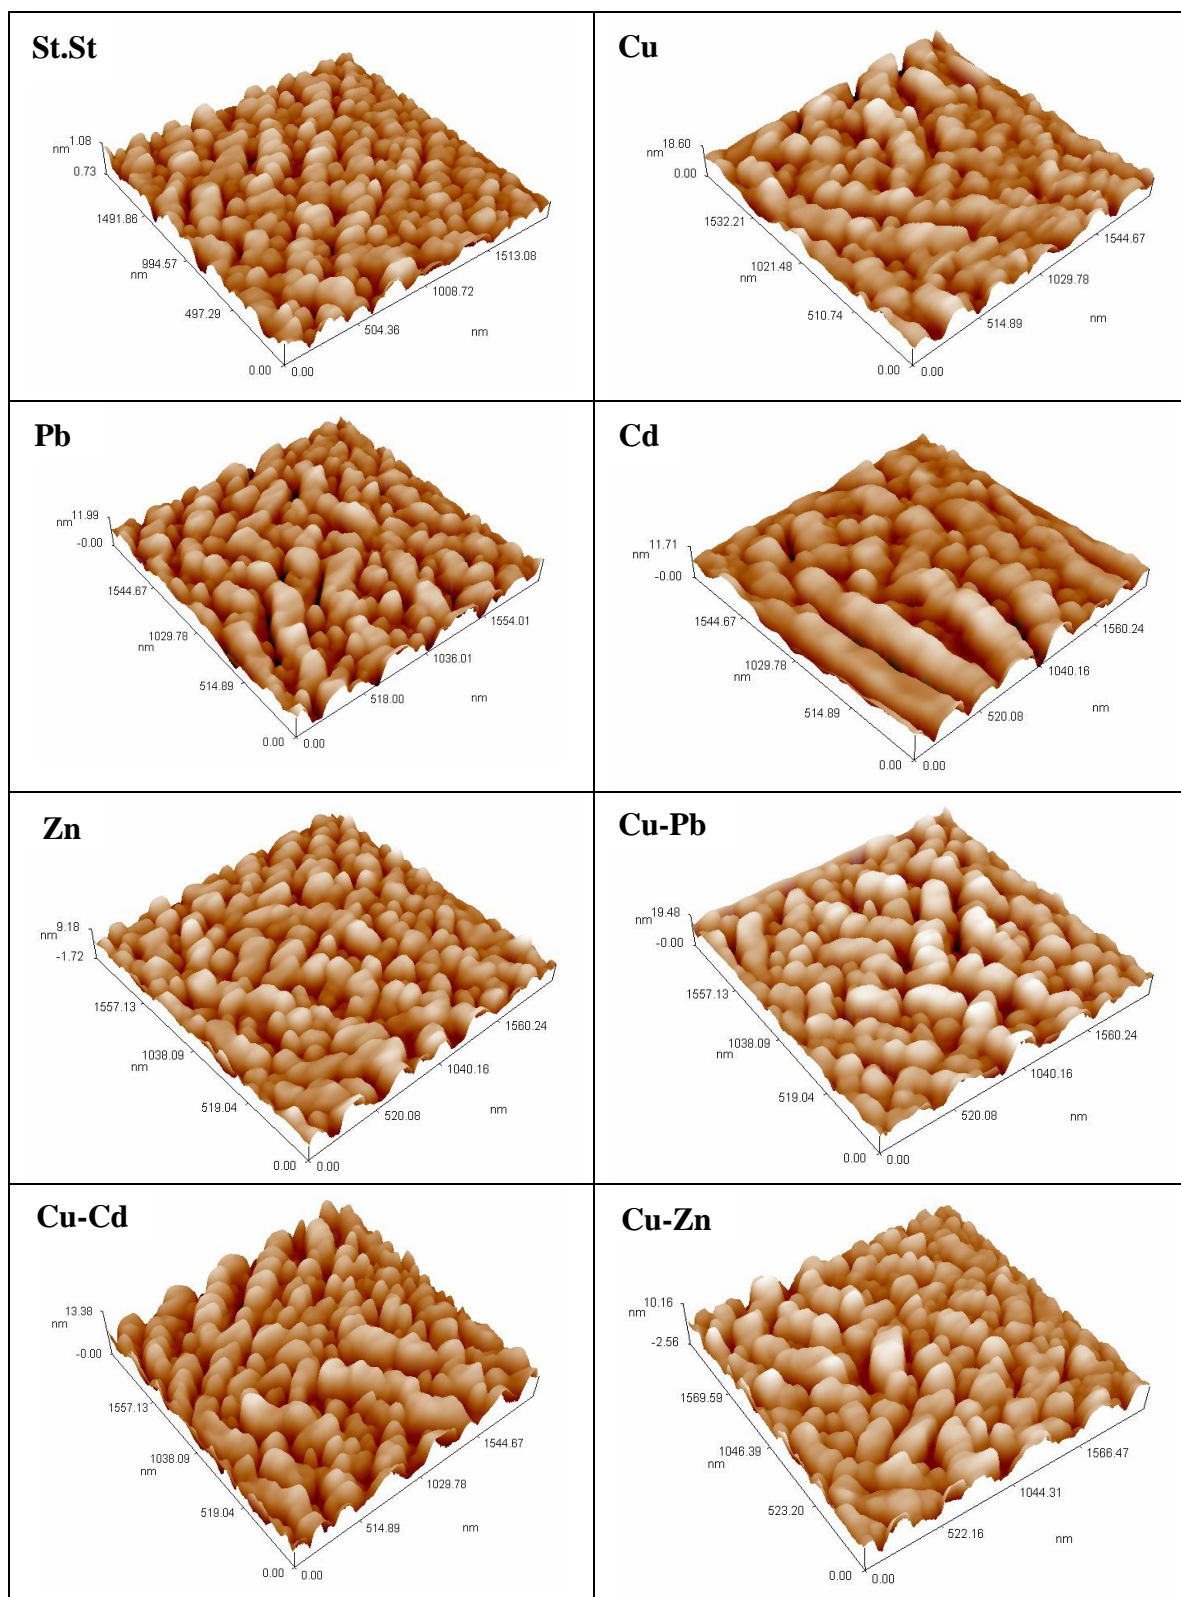 St.St
nm 1.08
0.73
1491.86
994.57
nm
497.29
0.00 0.00
504.36
1008.72
1513.08
nm
Cu
nm 18.60
0.00
1532.21
1021.48
nm
510.74
0.00 0.00
514.89
1029.78
1544.67
nm
Pb
nm 11.99
-0.00
1544.67
1029.78
nm
514.89
0.00 0.00
518.00
1036.01
1554.01
nm
Cd
nm 11.71
-0.00
1544.67
1029.78
nm
514.89
0.00 0.00
520.08
1040.16
1560.24
nm
Zn
nm 9.18
-1.72
1557.13
1038.09
nm
519.04
0.00 0.00
520.08
1040.16
1560.24
nm
Cu-Pb
nm 19.48
-0.00
1557.13
1038.09
nm
519.04
0.00 0.00
520.08
1040.16
1560.24
nm
Cu-Cd
nm 13.38
-0.00
1557.13
1038.09
nm
519.04
0.00 0.00
514.89
1029.78
1544.67
nm
Cu-Zn
nm 10.16
-2.56
1569.59
1046.39
nm
523.20
0.00 0.00
522.16
1044.31
1566.47
nm